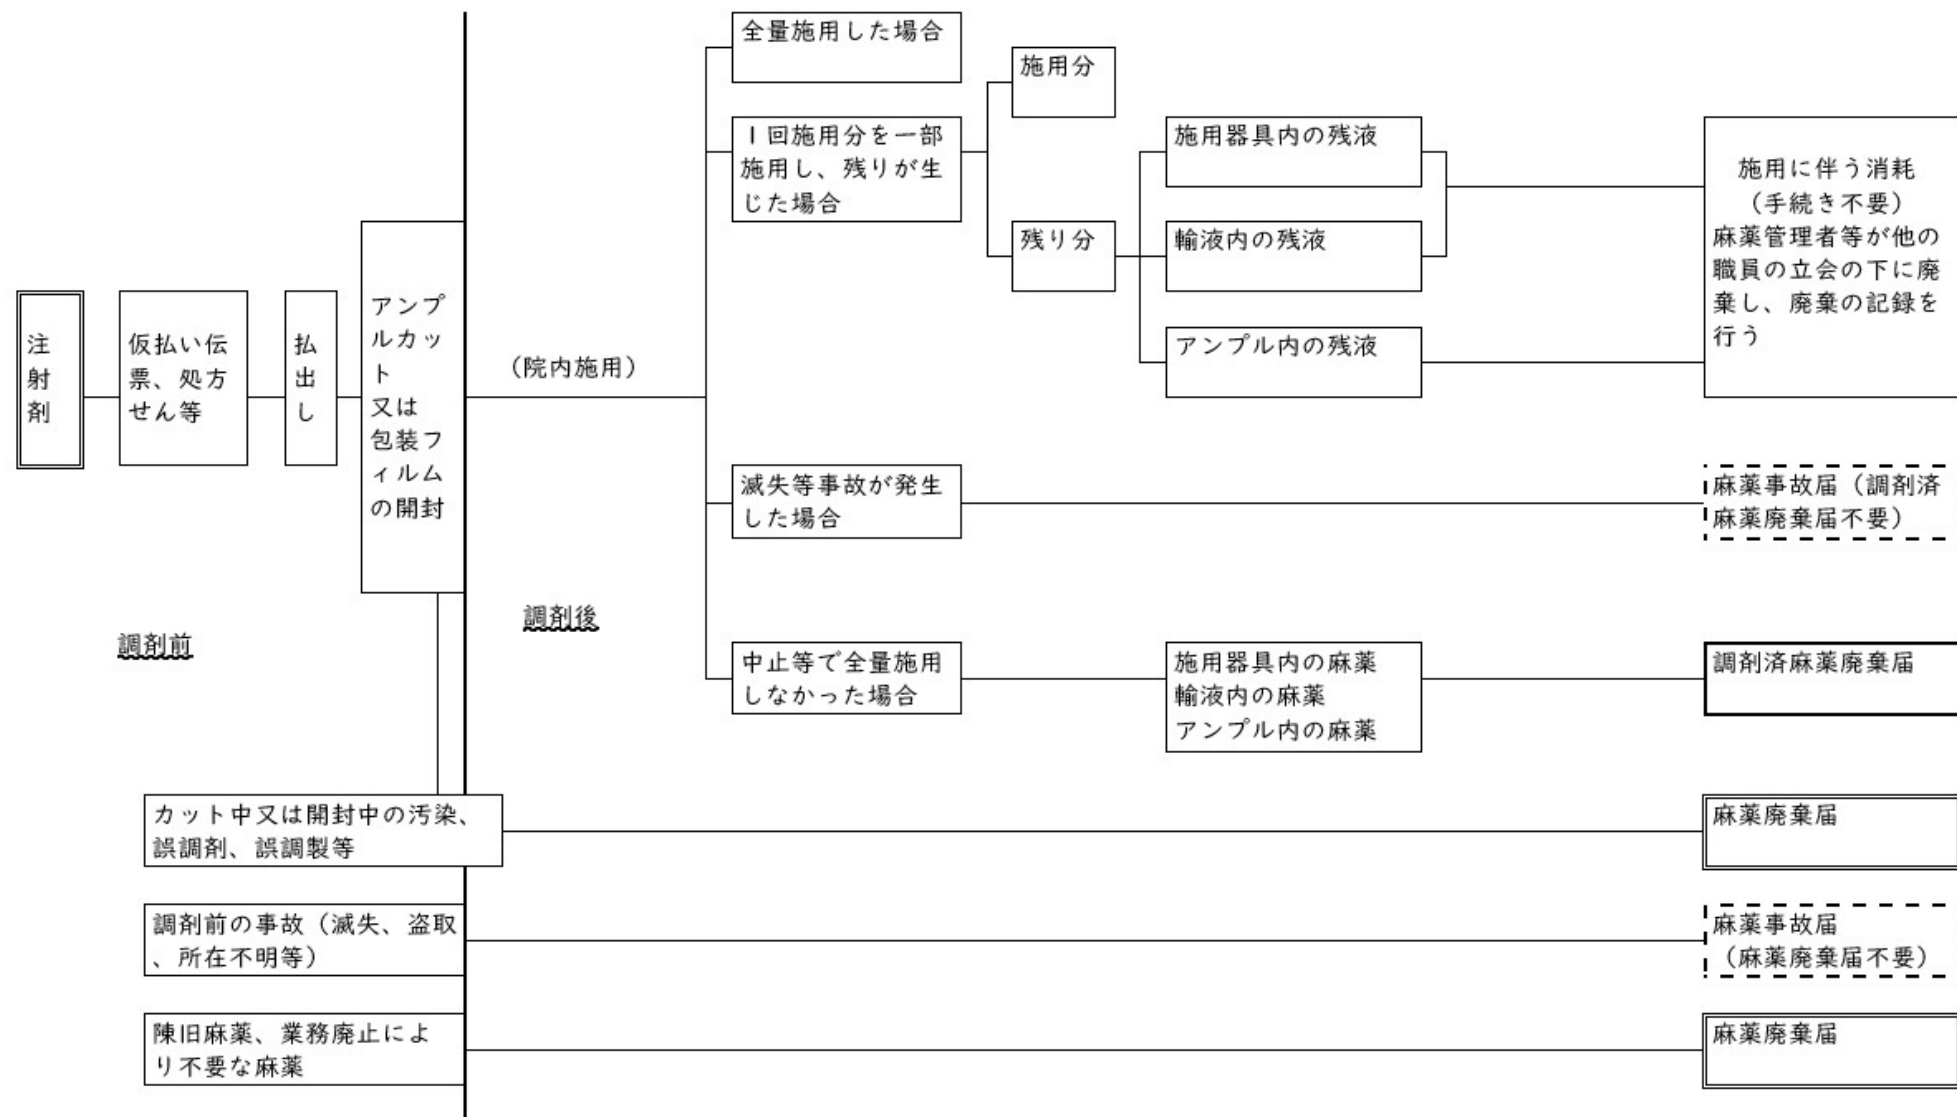 注
射
剤
仮払い伝
票、処方
せん等
払
出
し
アンプ
ルカッ
ト
又は
包装フ
ィルム
の開封
（院内施用）
調剤前
調剤後
全量施用した場合
1回施用分を一部
施用し、残りが生
じた場合
施用分
残り分
施用器具内の残液
輸液内の残液
アンプル内の残液
施用に伴う消耗
（手続き不要）
麻薬管理者等が他の
職員の立会の下に廃
棄し、廃棄の記録を
行う
滅失等事故が発生
した場合
麻薬事故届（調剤済
麻薬廃棄届不要）
中止等で全量施用
しなかった場合
施用器具内の麻薬
輸液内の麻薬
アンプル内の麻薬
調剤済麻薬廃棄届
カット中又は開封中の汚染、
誤調剤、誤調製等
麻薬廃棄届
調剤前の事故（滅失、盗取
、所在不明等）
麻薬事故届
（麻薬廃棄届不要）
陳旧麻薬、業務廃止によ
り不要な麻薬
麻薬廃棄届